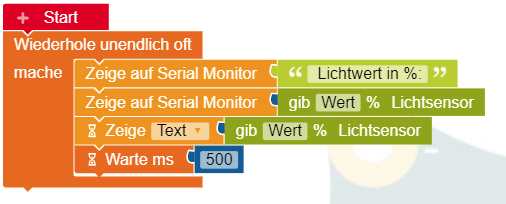 + Start
Wiederhole unendlich oft
mache
Zeige auf Serial Monitor “ Lichtwert in %: ”
Zeige auf Serial Monitor gib Wert % Lichtsensor
Zeige Text gib Wert % Lichtsensor
Warte ms 500